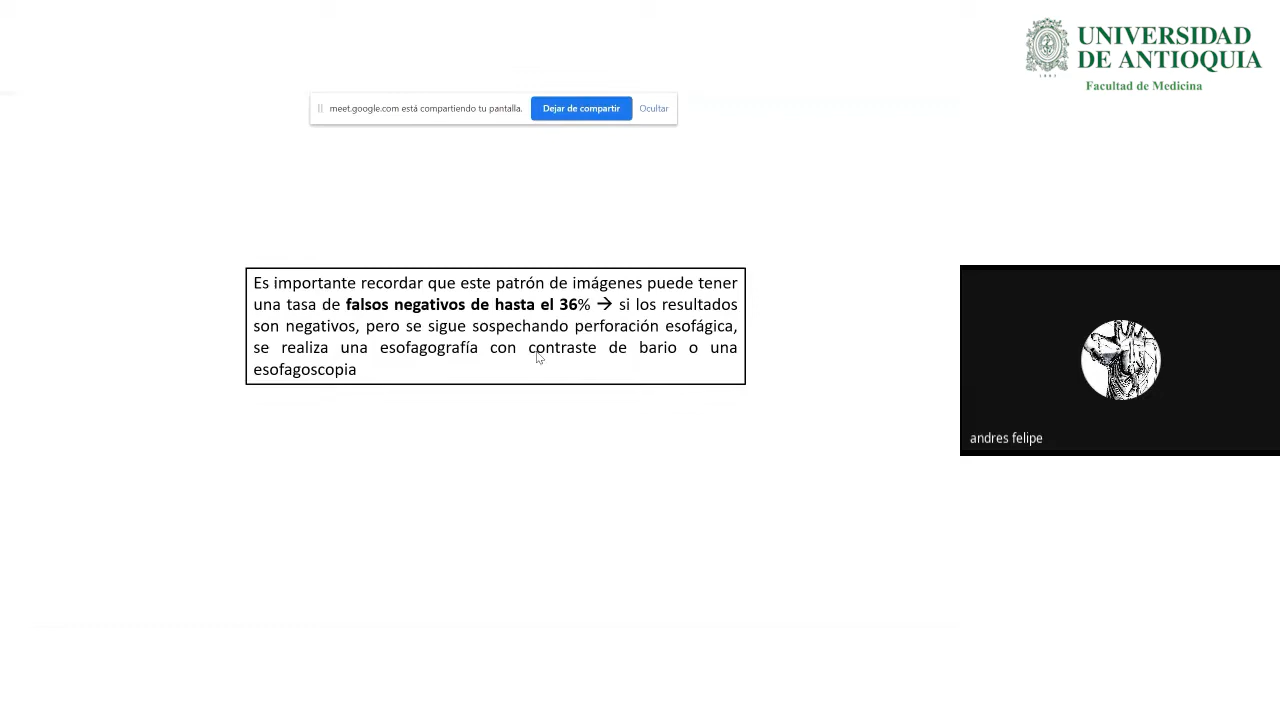 UNIVERSIDAD
DE ANTIOQUIA
1803
Facultad de Medicina
meet.google.com está compartiendo tu pantalla. Dejar de compartir Ocultar
Es importante recordar que este patrón de imágenes puede tener
una tasa de falsos negativos de hasta el 36% → si los resultados
son negativos, pero se sigue sospechando perforación esofágica,
se realiza una esofagografía con contraste de bario o una
esofagoscopia
andres felipe